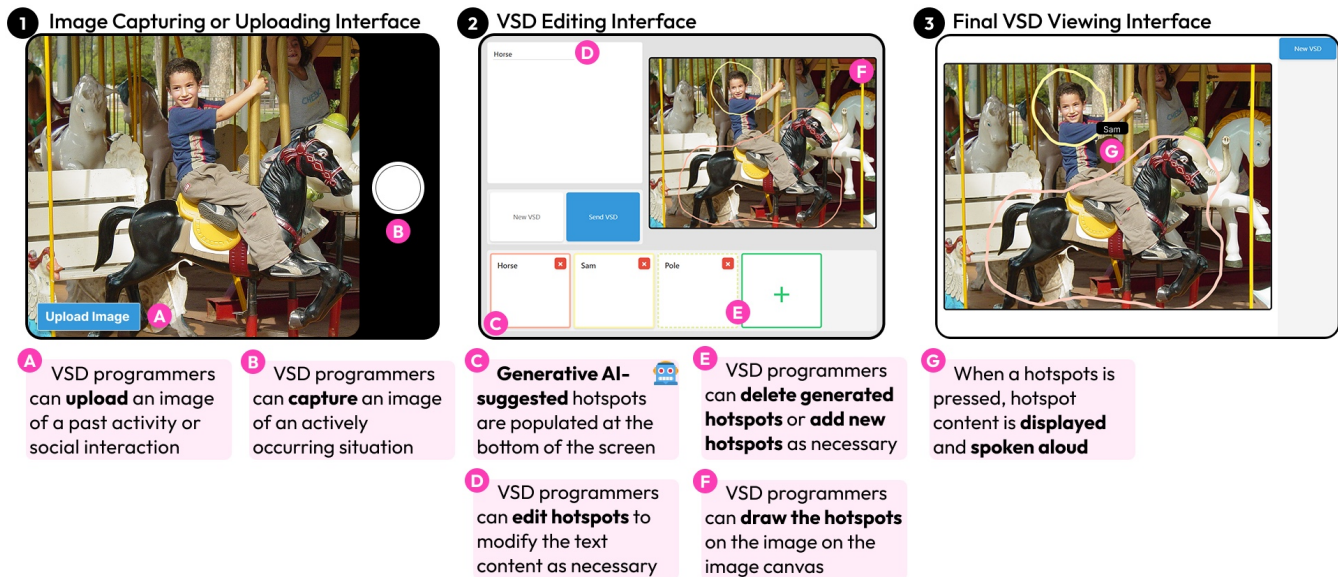 1 Image Capturing or Uploading Interface
Upload Image
A
B
2 VSD Editing Interface
Horse
D
F
New VSD
Send VSD
Horse
Sam
Pole
+
C
E
3 Final VSD Viewing Interface
New VSD
Sam
G
A
VSD programmers
can upload an image
of a past activity or
social interaction
B
VSD programmers
can capture an image
of an actively
occurring situation
C
Generative AI-
suggested hotspots
are populated at the
bottom of the screen
D
VSD programmers
can edit hotspots to
modify the text
content as necessary
E
VSD programmers
can delete generated
hotspots or add new
hotspots as necessary
F
VSD programmers
can draw the hotspots
on the image on the
image canvas
G
When a hotspots is
pressed, hotspot
content is displayed
and spoken aloud